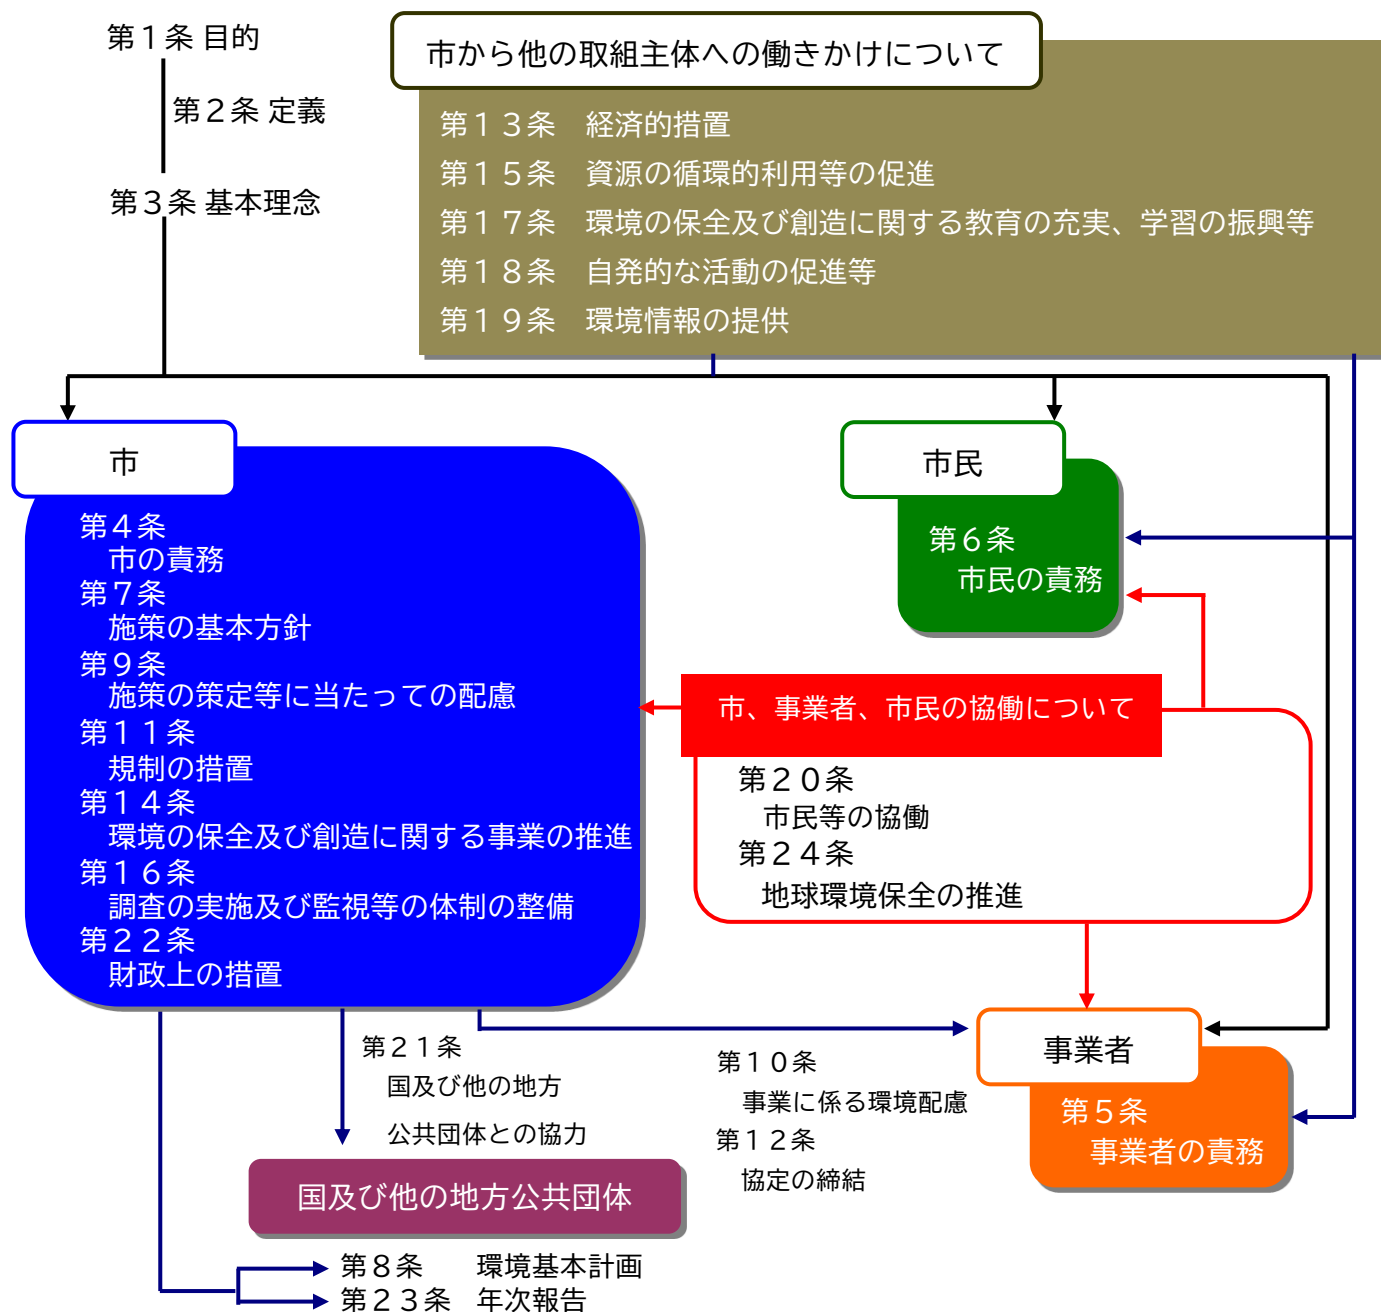 第１条 目的
第２条 定義
第３条 基本理念
市から他の取組主体への働きかけについて
第１３条　経済的措置
第１５条　資源の循環的利用等の促進
第１７条　環境の保全及び創造に関する教育の充実、学習の振興等
第１８条　自発的な活動の促進等
第１９条　環境情報の提供
市
第４条
市の責務
第７条
施策の基本方針
第９条
施策の策定等に当たっての配慮
第１１条
規制の措置
第１４条
環境の保全及び創造に関する事業の推進
第１６条
調査の実施及び監視等の体制の整備
第２２条
財政上の措置
市民
第６条
市民の責務
市、事業者、市民の協働について
第２０条
市民等の協働
第２４条
地球環境保全の推進
事業者
第５条
事業者の責務
第１０条
事業に係る環境配慮
第１２条
協定の締結
第２１条
国及び他の地方
公共団体との協力
国及び他の地方公共団体
第８条　環境基本計画
第２３条　年次報告